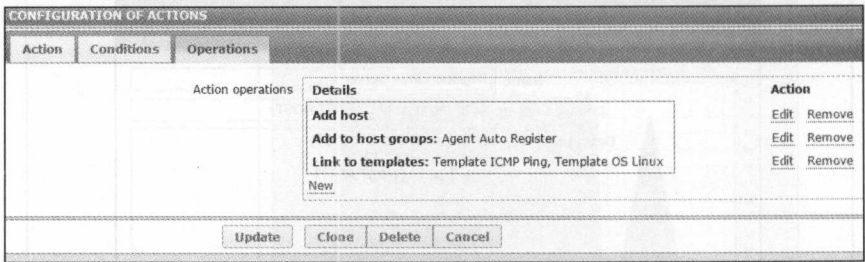 CONFIGURATION OF ACTIONS
Action Conditions Operations
Action operations Details Action
Add host Edit Remove
Add to host groups: Agent Auto Register Edit Remove
Link to templates: Template ICMP Ping, Template OS Linux Edit Remove
New
Update Clone Delete Cancel